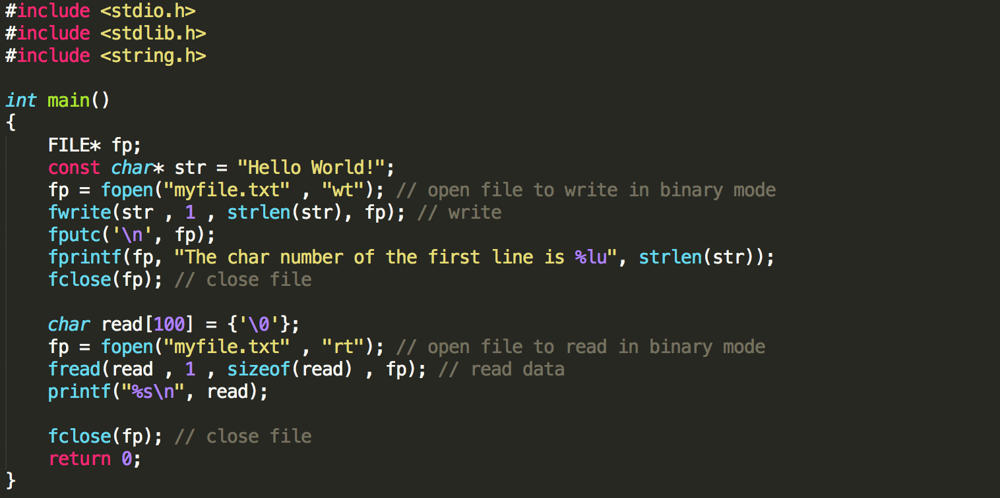 #include <stdio.h>
#include <stdlib.h>
#include <string.h>

int main()
{
    FILE* fp;
    const char* str = "Hello World!";
    fp = fopen("myfile.txt" , "wt"); // open file to write in binary mode
    fwrite(str , 1 , strlen(str), fp); // write
    fputc('\n', fp);
    fprintf(fp, "The char number of the first line is %lu", strlen(str));
    fclose(fp); // close file

    char read[100] = {'\0'};
    fp = fopen("myfile.txt" , "rt"); // open file to read in binary mode
    fread(read , 1 , sizeof(read) , fp); // read data
    printf("%s\n", read);

    fclose(fp); // close file
    return 0;
}